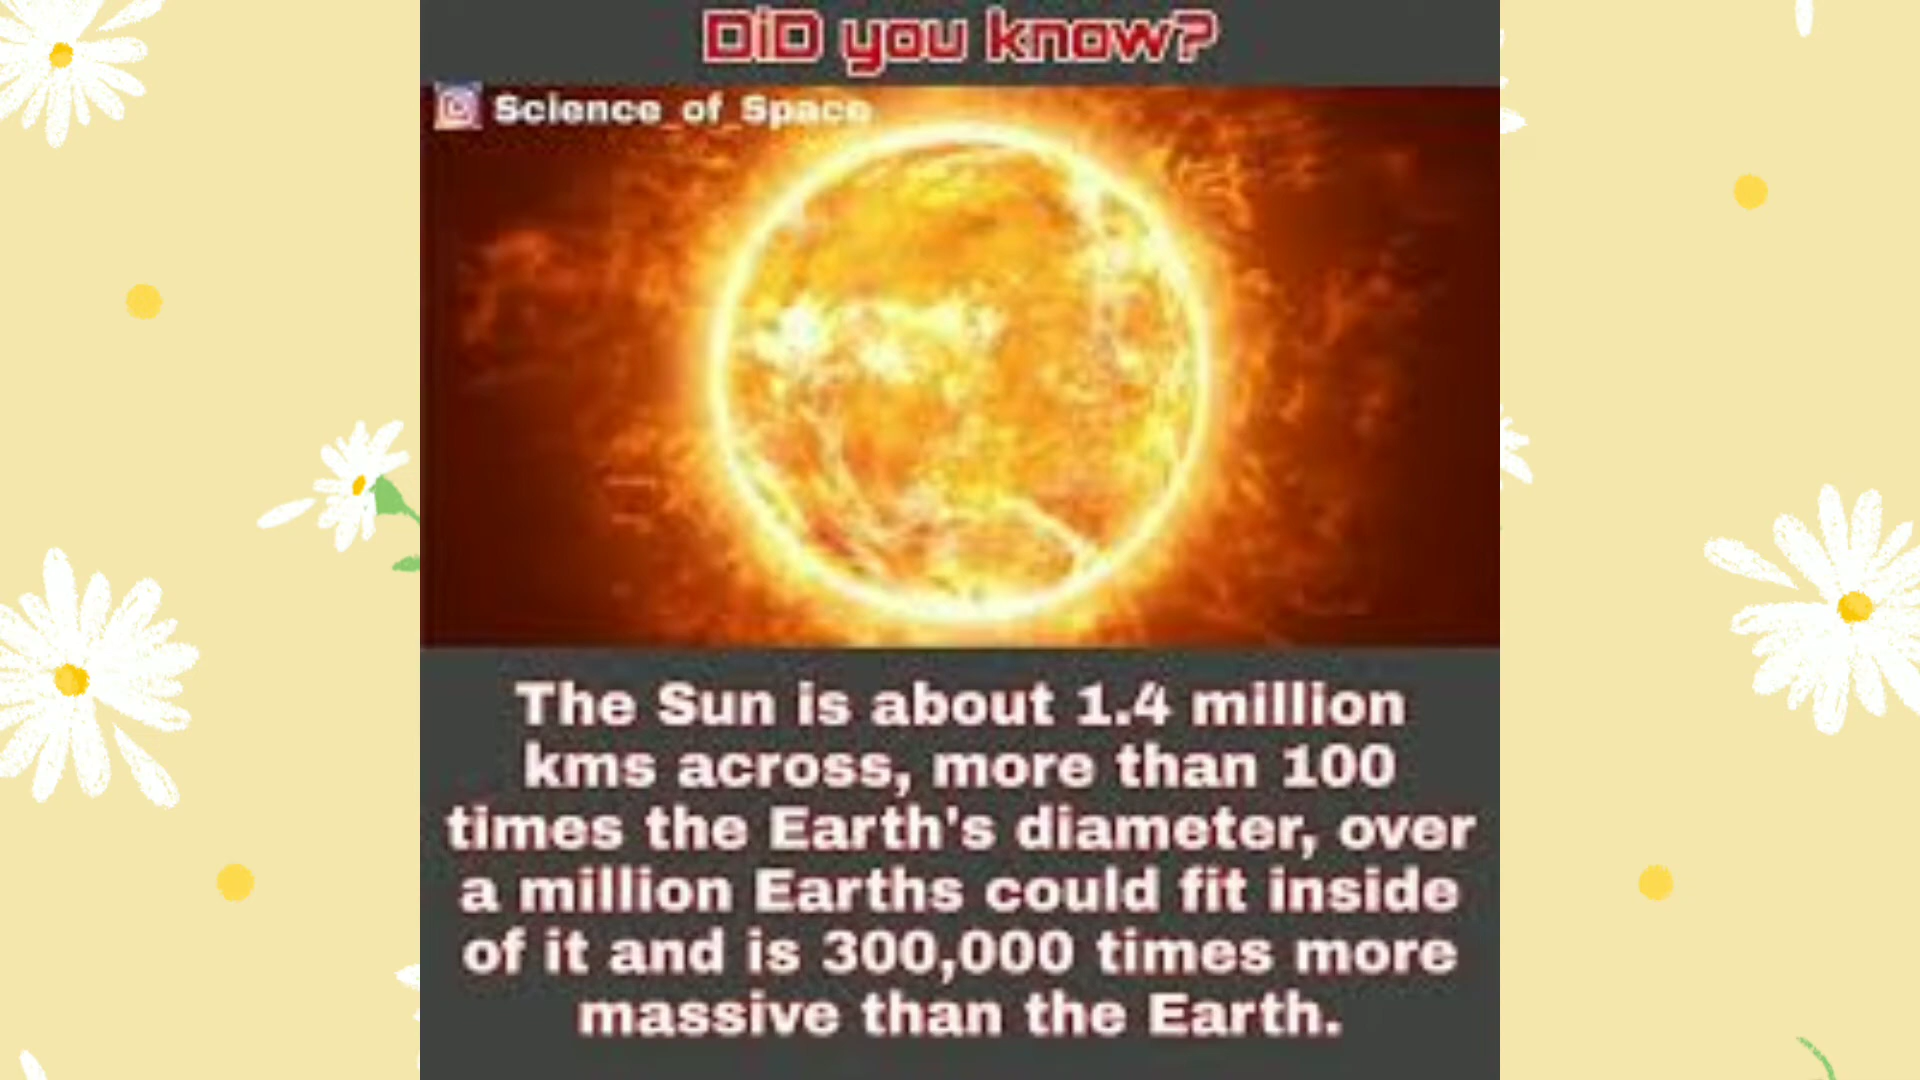 DiD you know?
Science_of_Space
The Sun is about 1.4 million
kms across, more than 100
times the Earth's diameter, over
a million Earths could fit inside
of it and is 300,000 times more
massive than the Earth.